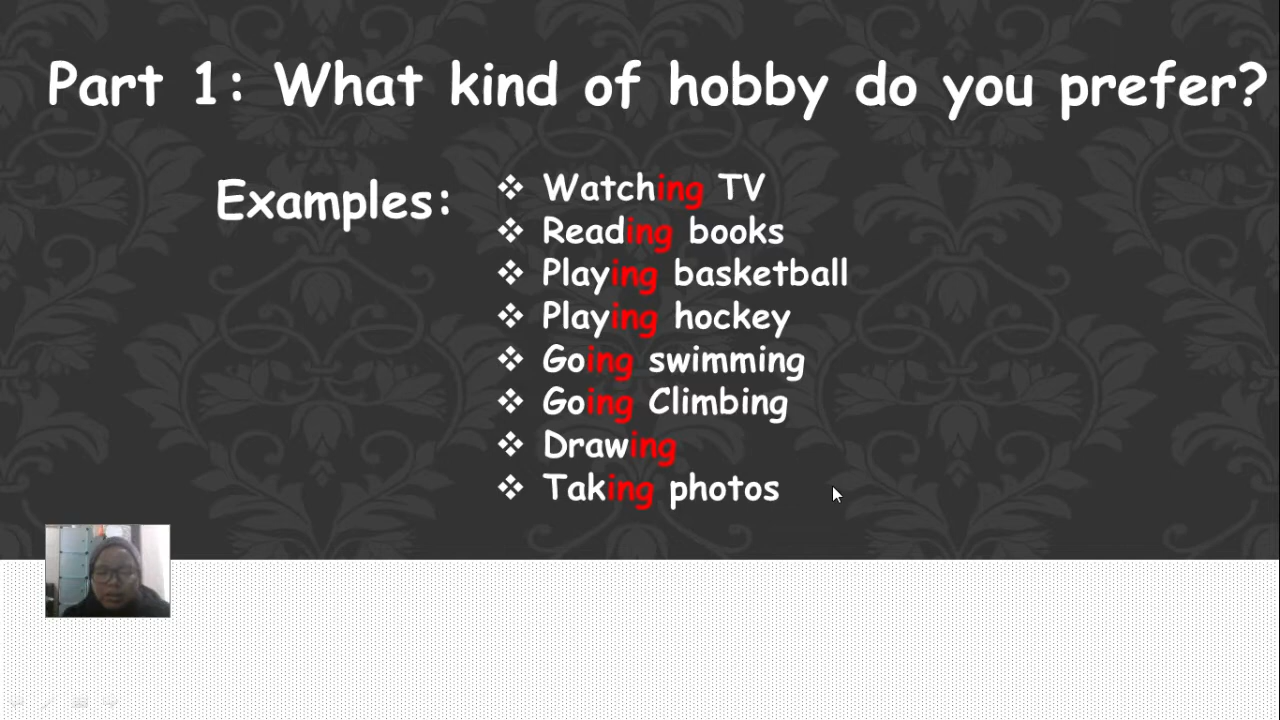 Part 1: What kind of hobby do you prefer?
Examples:
❖ Watching TV
❖ Reading books
❖ Playing basketball
❖ Playing hockey
❖ Going swimming
❖ Going Climbing
❖ Drawing
❖ Taking photos